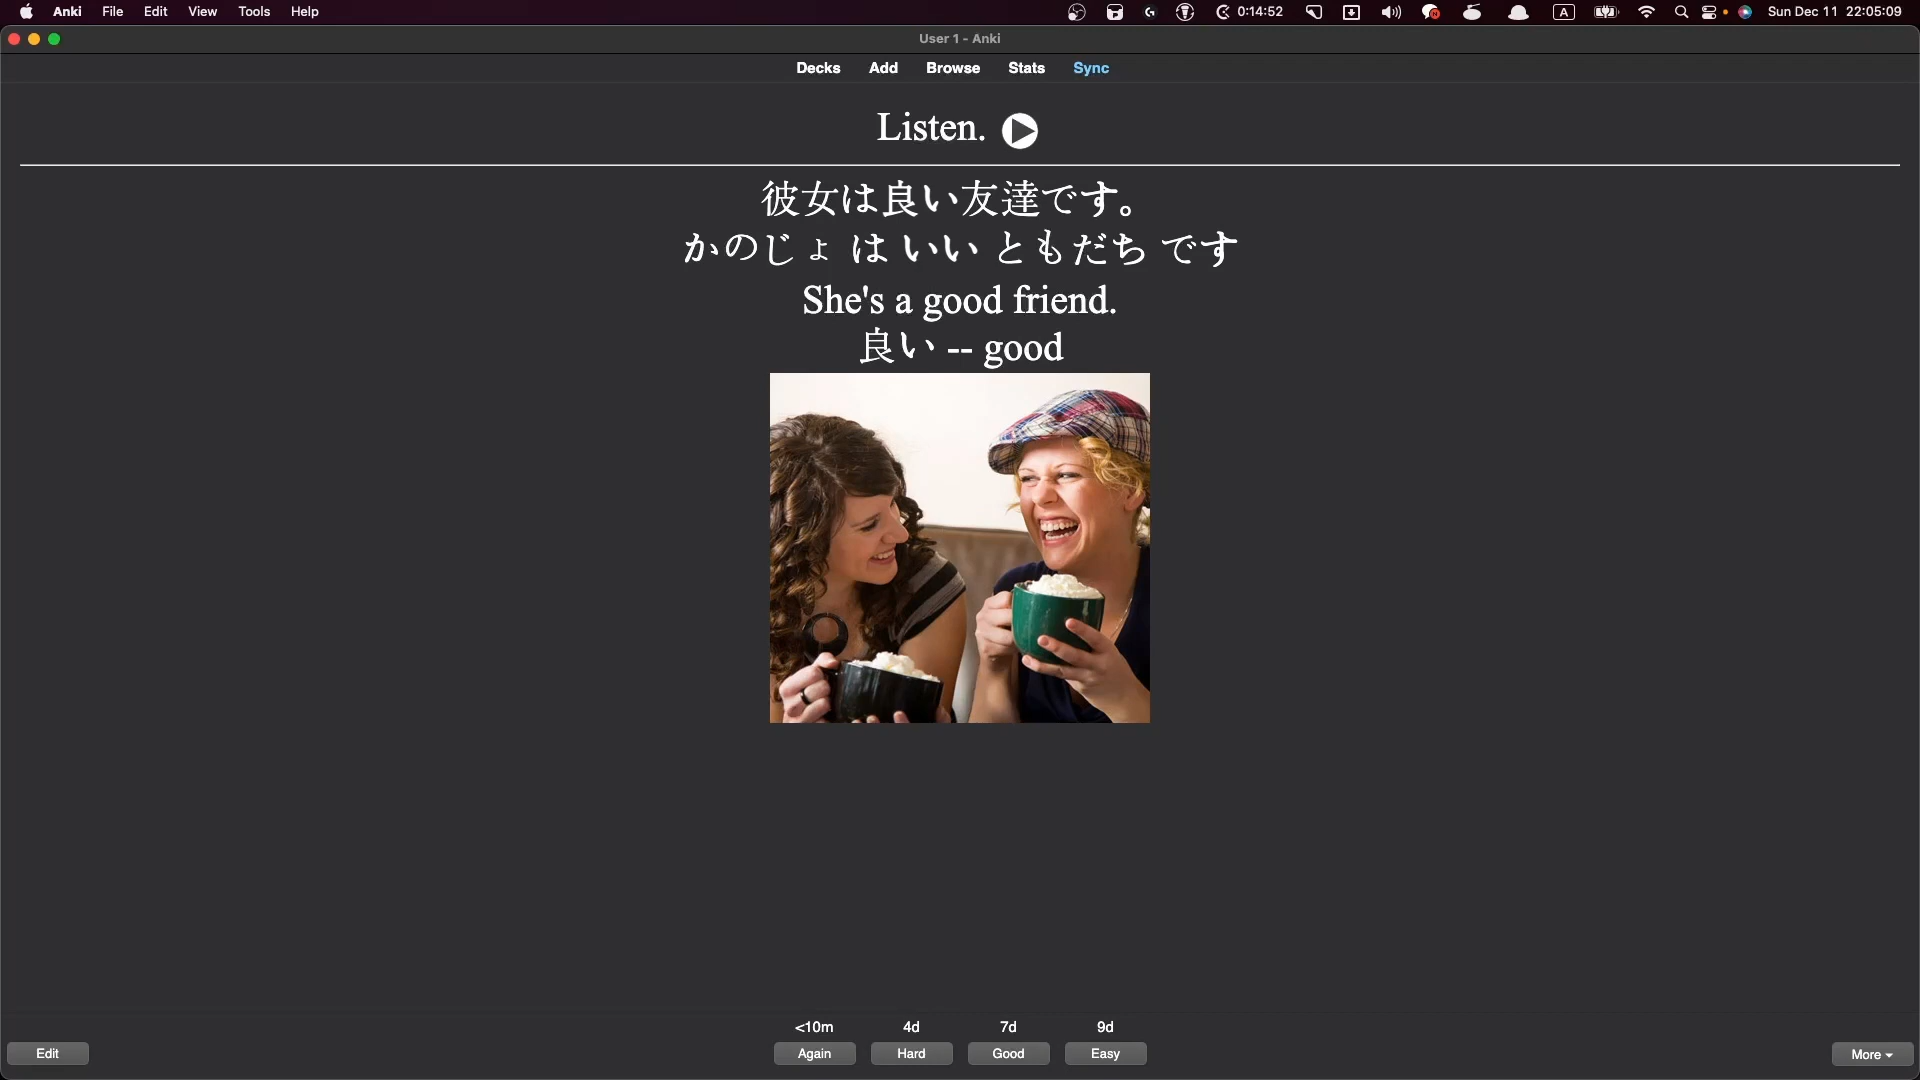 Anki File Edit View Tools Help 0:14:52 A Sun Dec 11 22:05:09
User 1 - Anki
Decks Add Browse Stats Sync
Listen.
彼女は良い友達です。
かのじょ は いい ともだち です
She's a good friend.
良い -- good
<10m 4d 7d 9d
Edit Again Hard Good Easy More